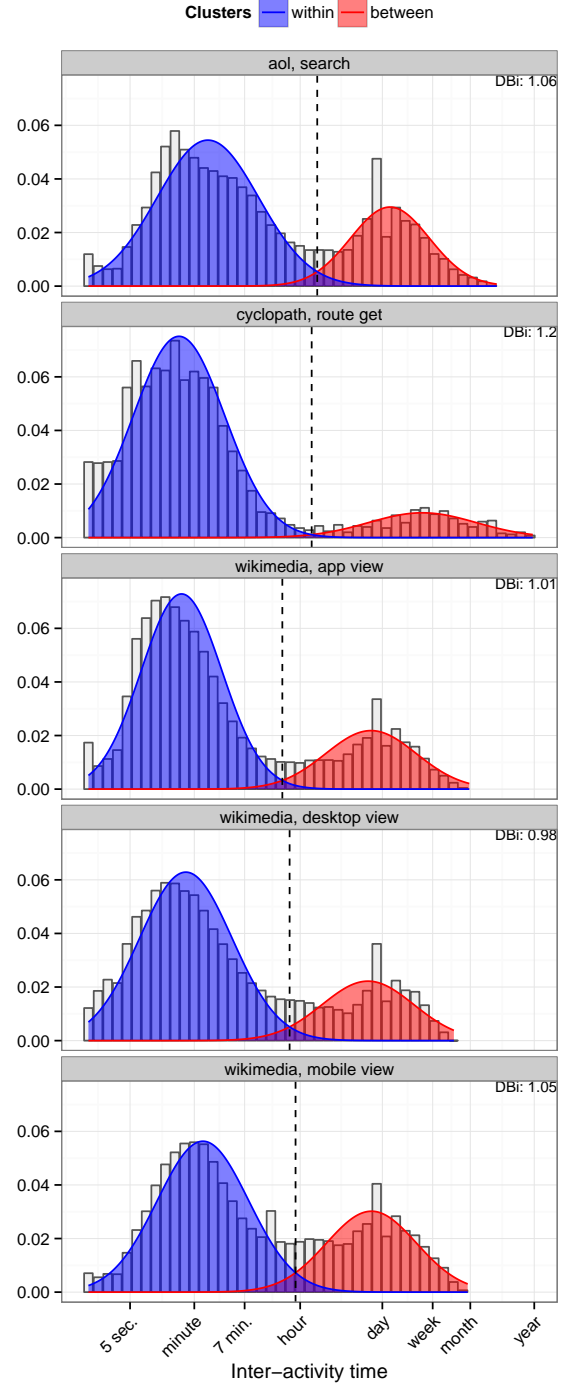 Clusters within between
aol, search
DBi: 1.06
0.06
0.04
0.02
0.00
cyclopath, route get
DBi: 1.2
0.06
0.04
0.02
0.00
wikimedia, app view
DBi: 1.01
0.06
0.04
0.02
0.00
wikimedia, desktop view
DBi: 0.98
0.06
0.04
0.02
0.00
wikimedia, mobile view
DBi: 1.05
0.06
0.04
0.02
0.00
5 sec. minute 7 min. hour day week month year
Inter−activity time